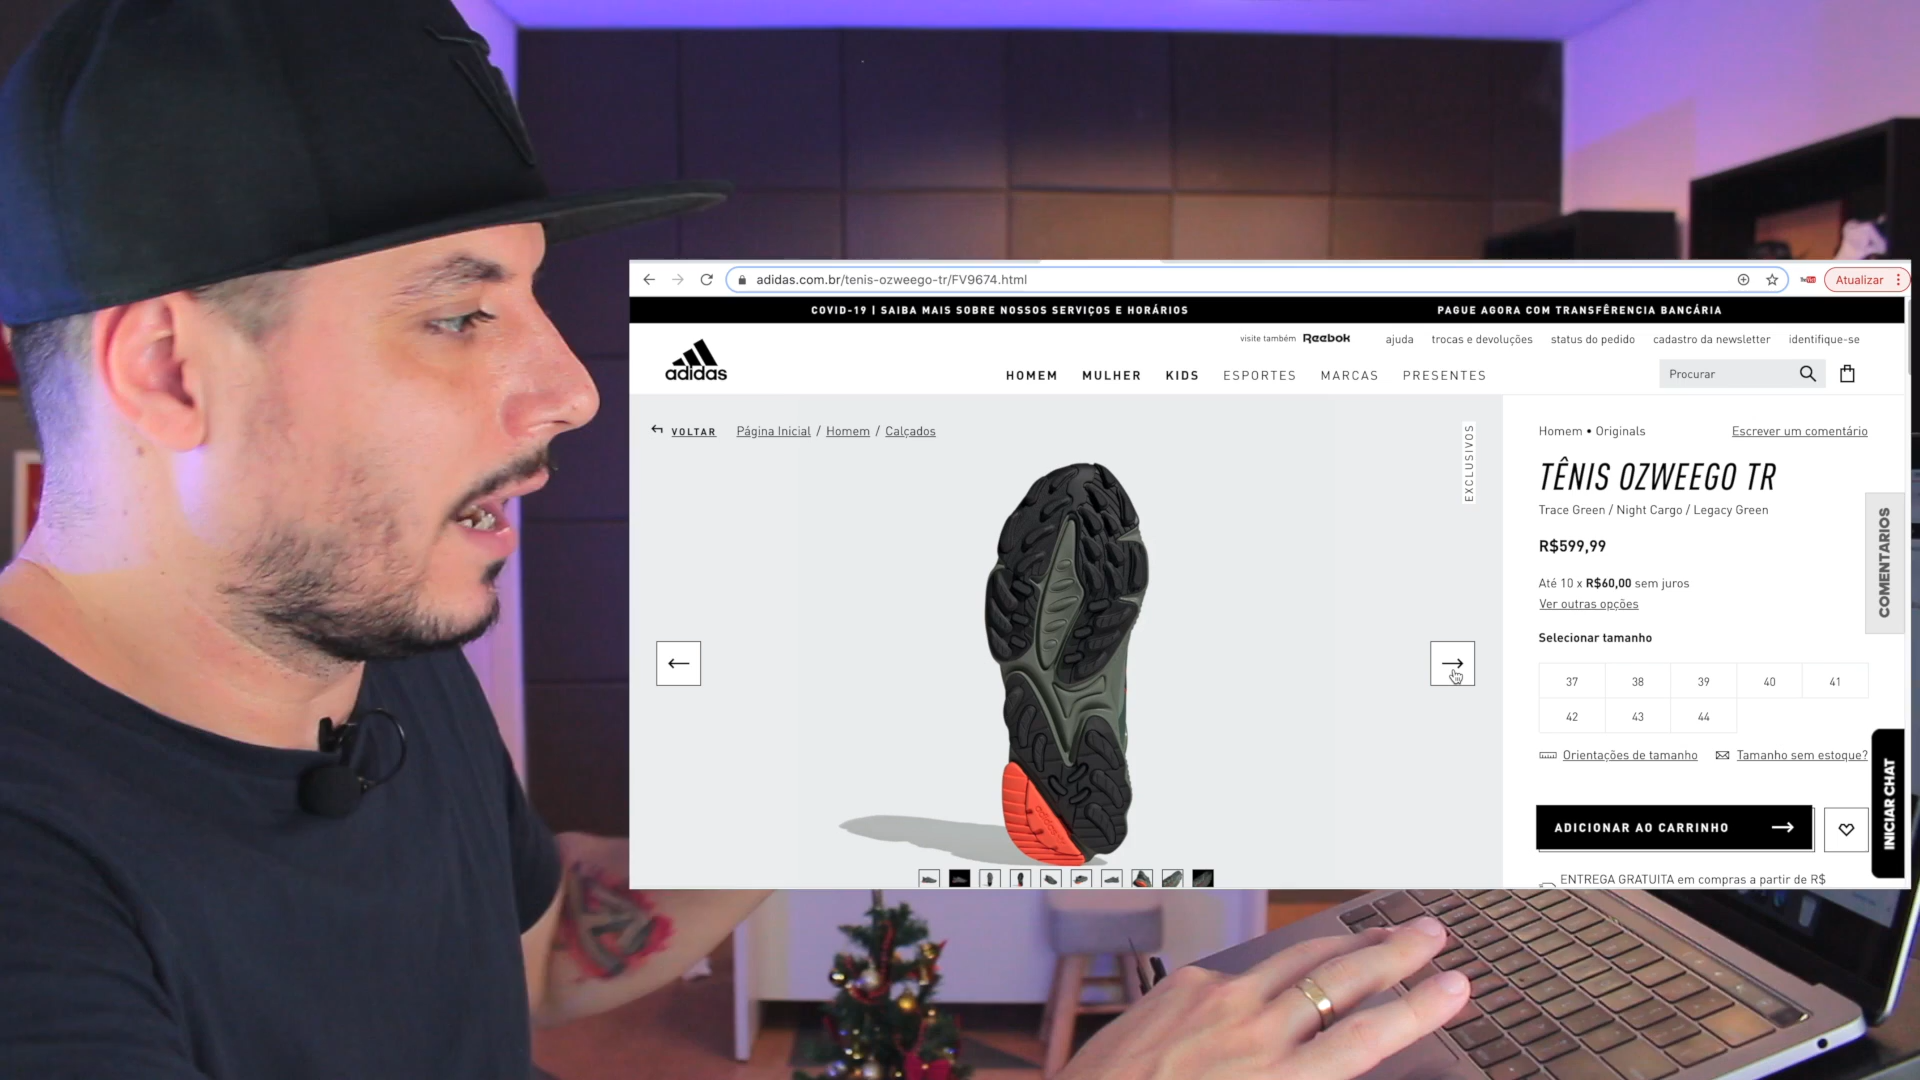 adidas.com.br/tenis-ozweego-tr/FV9674.html
Atualizar
COVID-19 | SAIBA MAIS SOBRE NOSSOS SERVIÇOS E HORÁRIOS
PAGUE AGORA COM TRANSFÊRENCIA BANCÁRIA
visite também Reebok
ajuda
trocas e devoluções
status do pedido
cadastro da newsletter
identifique-se
adidas
HOMEM
MULHER
KIDS
ESPORTES
MARCAS
PRESENTES
Procurar
VOLTAR
Página Inicial / Homem / Calçados
EXCLUSIVOS
Homem • Originals
Escrever um comentário
TÊNIS OZWEEGO TR
Trace Green / Night Cargo / Legacy Green
R$599,99
Até 10 x R$60,00 sem juros
Ver outras opções
Selecionar tamanho
37 38 39 40 41
42 43 44
Orientações de tamanho
Tamanho sem estoque?
ADICIONAR AO CARRINHO
ENTREGA GRATUITA em compras a partir de R$
COMENTARIOS
INICIAR CHAT